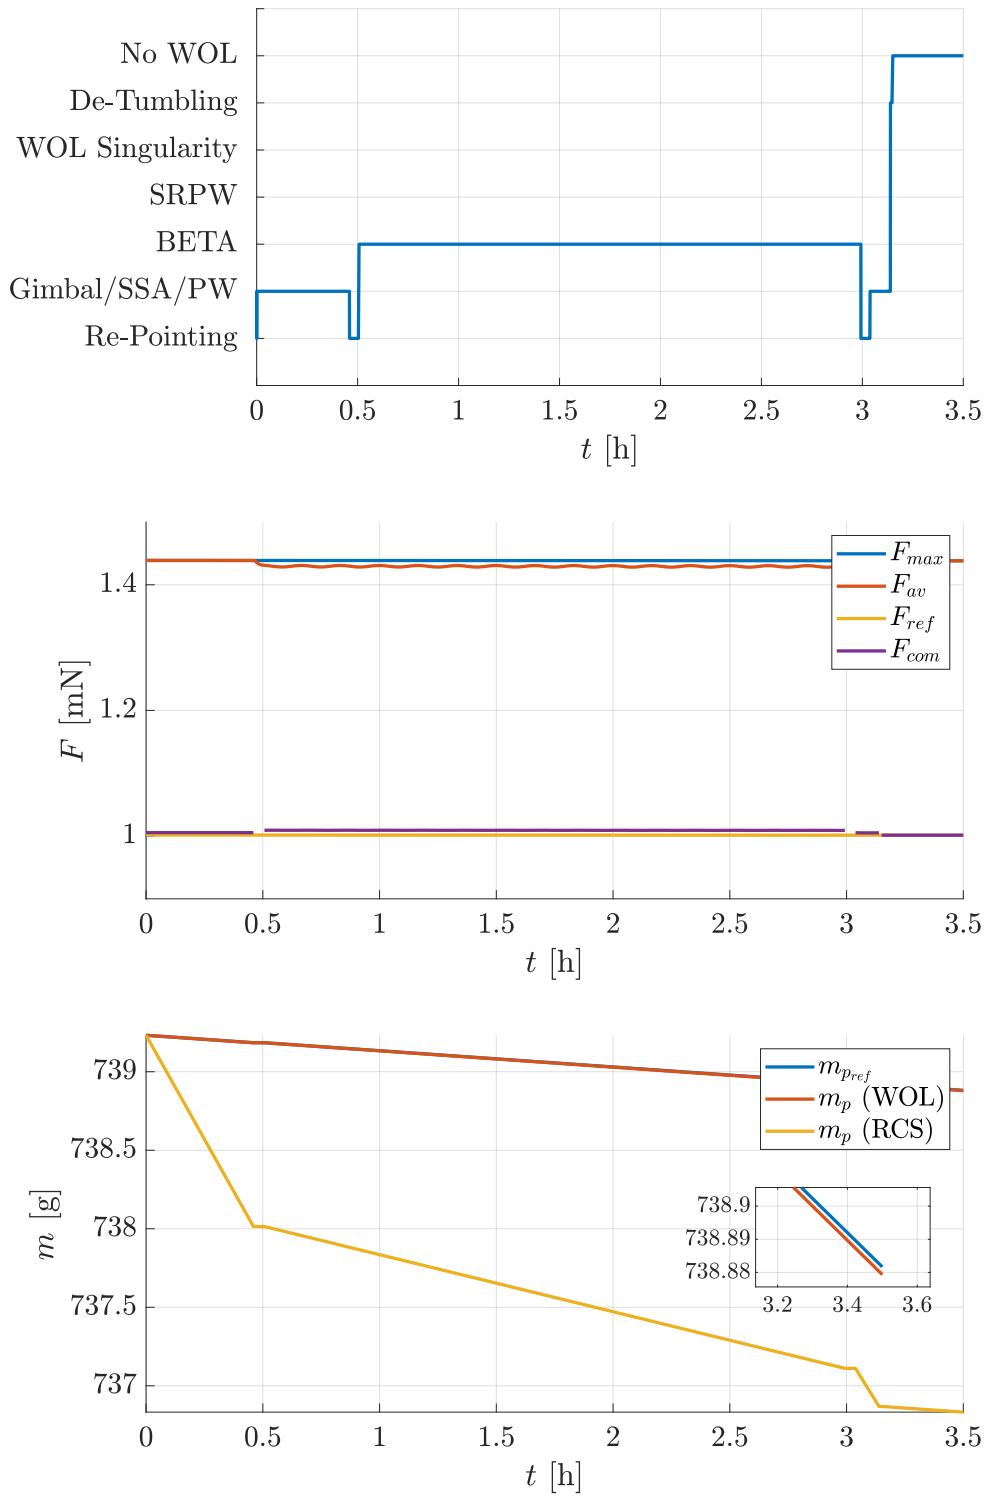 No WOL
De-Tumbling
WOL Singularity
SRPW
BETA
Gimbal/SSA/PW
Re-Pointing
0 0.5 1 1.5 2 2.5 3 3.5
t [h]
F_max
F_av
F_ref
F_com
1.4
1.2
1
F [mN]
0 0.5 1 1.5 2 2.5 3 3.5
t [h]
m_{p_{ref}}
m_p (WOL)
m_p (RCS)
739
738.5
738
737.5
737
m [g]
738.9
738.89
738.88
3.2 3.4 3.6
0 0.5 1 1.5 2 2.5 3 3.5
t [h]